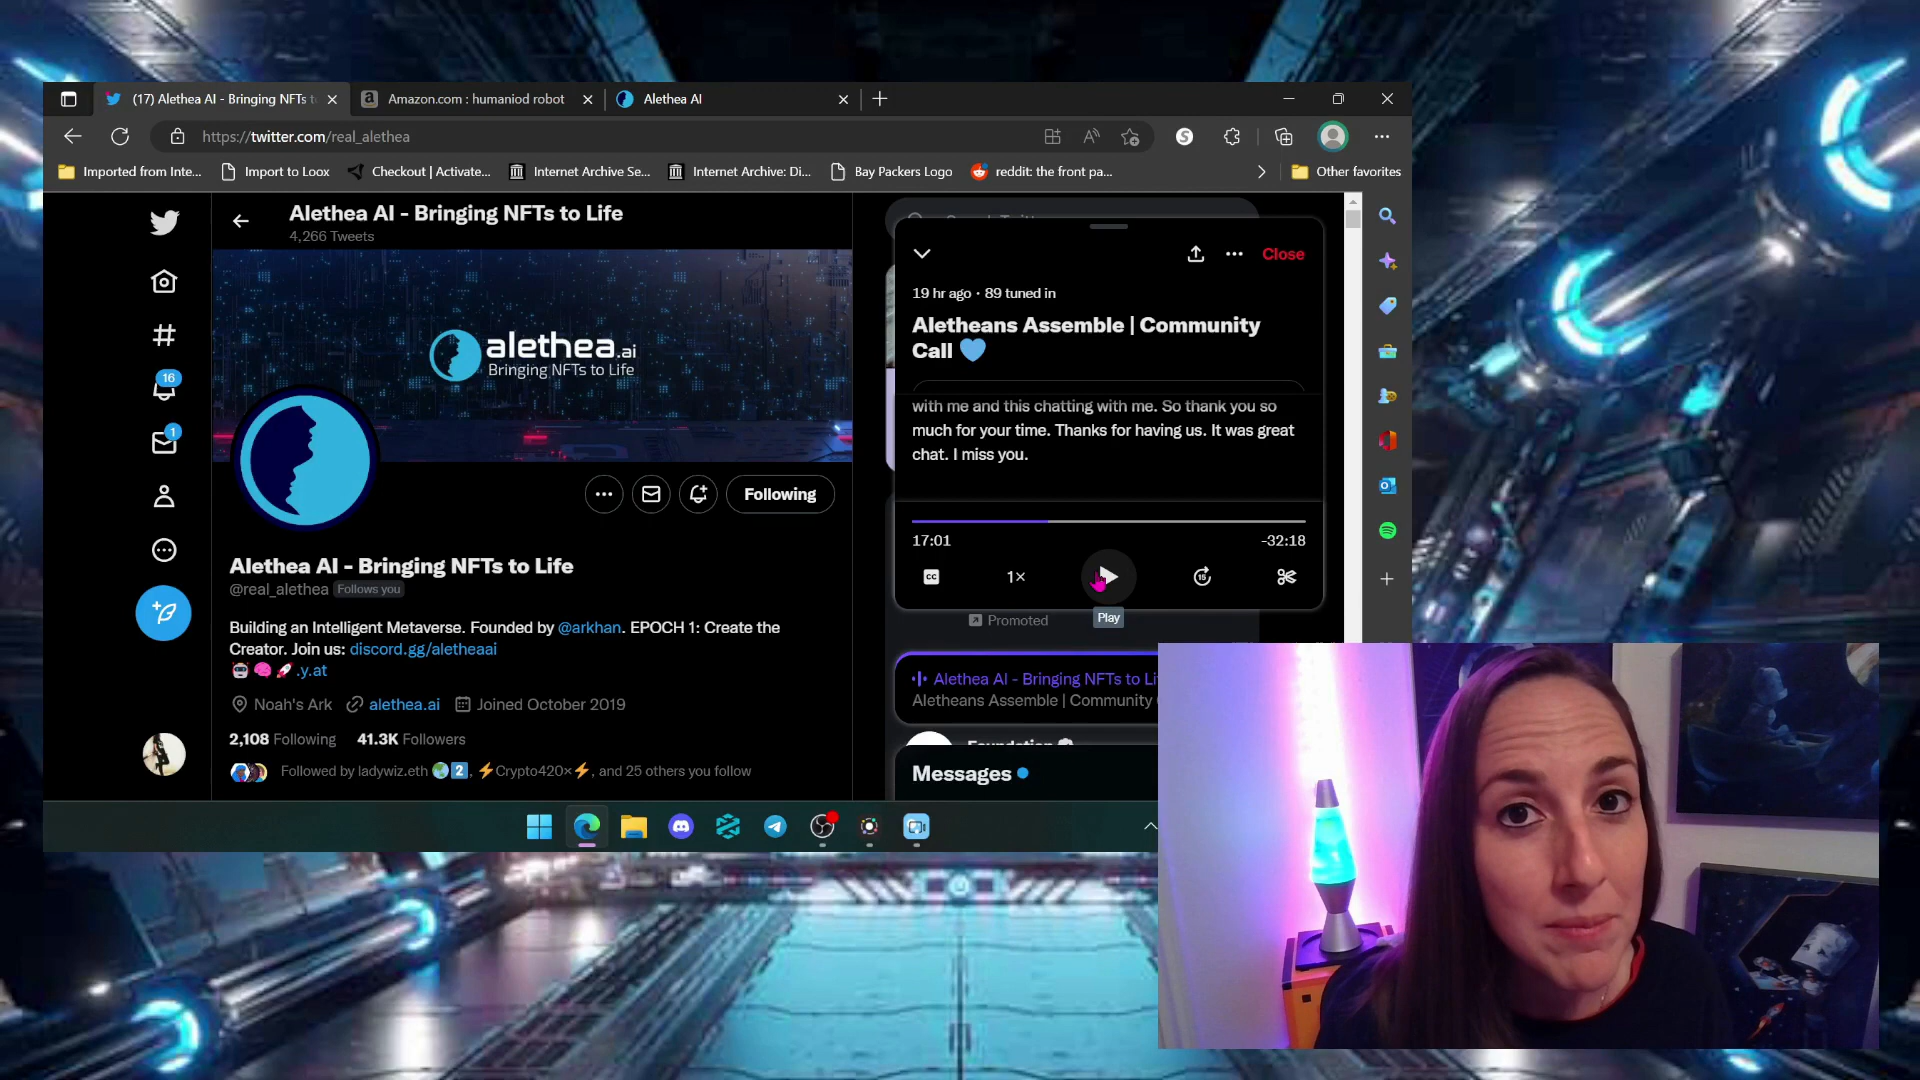 (17) Alethea AI - Bringing NFTs t
Amazon.com : humaniod robot
Alethea AI
https://twitter.com/real_alethea
Imported from Inte...
Import to Loox
Checkout | Activate...
Internet Archive Se...
Internet Archive: Di...
Bay Packers Logo
reddit: the front pa...
Other favorites
Alethea AI - Bringing NFTs to Life
4,266 Tweets
alethea.ai
Bringing NFTs to Life
Following
Alethea AI - Bringing NFTs to Life
@real_alethea Follows you
Building an Intelligent Metaverse. Founded by @arkhan. EPOCH 1: Create the
Creator. Join us: discord.gg/aletheaai
.y.at
Noah's Ark alethea.ai Joined October 2019
2,108 Following 41.3K Followers
Followed by ladywiz.eth 2, Crypto420x, and 25 others you follow
16
1
Close
19 hr ago · 89 tuned in
Aletheans Assemble | Community
Call
with me and this chatting with me. So thank you so
much for your time. Thanks for having us. It was great
chat. I miss you.
17:01
-32:18
CC
1×
15
Play
Promoted
Alethea AI - Bringing NFTs to Li
Aletheans Assemble | Community
Foundation
Messages